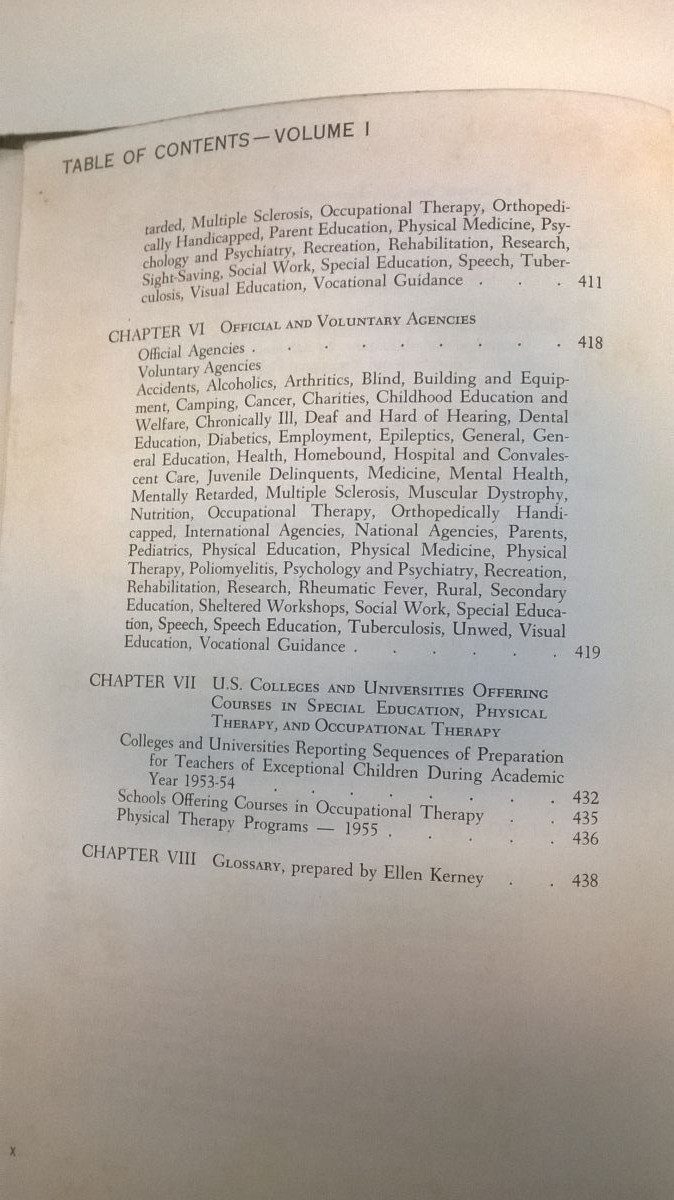 TABLE OF CONTENTS—VOLUME I
tarded, Multiple Sclerosis, Occupational Therapy, Orthopedi-
cally Handicapped, Parent Education, Physical Medicine, Psy-
chology and Psychiatry, Recreation, Rehabilitation, Research,
Sight-Saving, Social Work, Special Education, Speech, Tuber-
culosis, Visual Education, Vocational Guidance . . . 411
CHAPTER VI OFFICIAL AND VOLUNTARY AGENCIES
Official Agencies . . . . . . . . . 418
Voluntary Agencies
Accidents, Alcoholics, Arthritics, Blind, Building and Equip-
ment, Camping, Cancer, Charities, Childhood Education and
Welfare, Chronically Ill, Deaf and Hard of Hearing, Dental
Education, Diabetics, Employment, Epileptics, General, Gen-
eral Education, Health, Homebound, Hospital and Convales-
cent Care, Juvenile Delinquents, Medicine, Mental Health,
Mentally Retarded, Multiple Sclerosis, Muscular Dystrophy,
Nutrition, Occupational Therapy, Orthopedically Handi-
capped, International Agencies, National Agencies, Parents,
Pediatrics, Physical Education, Physical Medicine, Physical
Therapy, Poliomyelitis, Psychology and Psychiatry, Recreation,
Rehabilitation, Research, Rheumatic Fever, Rural, Secondary
Education, Sheltered Workshops, Social Work, Special Educa-
tion, Speech, Speech Education, Tuberculosis, Unwed, Visual
Education, Vocational Guidance . . . . . . 419
CHAPTER VII U.S. COLLEGES AND UNIVERSITIES OFFERING
COURSES IN SPECIAL EDUCATION, PHYSICAL
THERAPY, AND OCCUPATIONAL THERAPY
Colleges and Universities Reporting Sequences of Preparation
for Teachers of Exceptional Children During Academic
Year 1953-54 . . . . . . . . 432
Schools Offering Courses in Occupational Therapy . . 435
Physical Therapy Programs — 1955 . . . . . 436
CHAPTER VIII GLOSSARY, prepared by Ellen Kerney . . 438
x